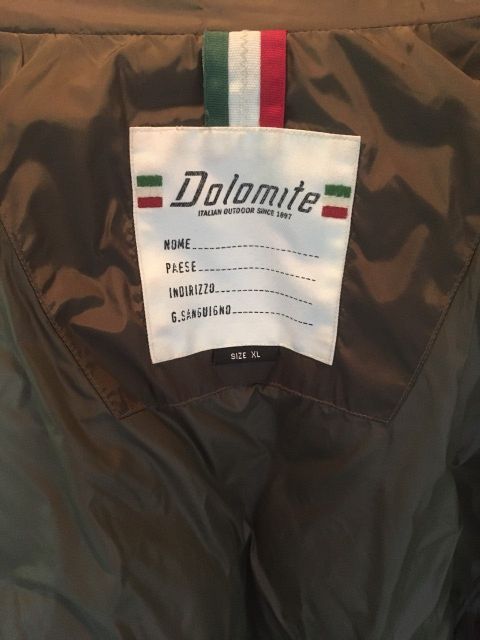 Dolomite
ITALIAN OUTDOOR SINCE 1897
NOME
PAESE
INDIRIZZO
G.SANGUIGNO
SIZE XL